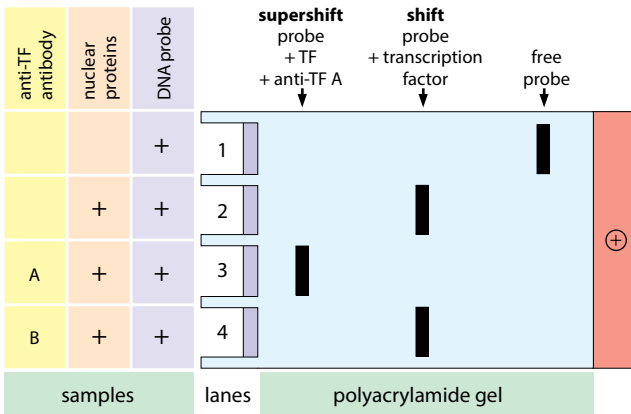 anti-TF
antibody
nuclear
proteins
DNA probe
supershift
probe
+ TF
+ anti-TF A
shift
probe
+ transcription
factor
free
probe
+ 1
+ + 2
A + + 3
B + + 4
+
samples
lanes
polyacrylamide gel